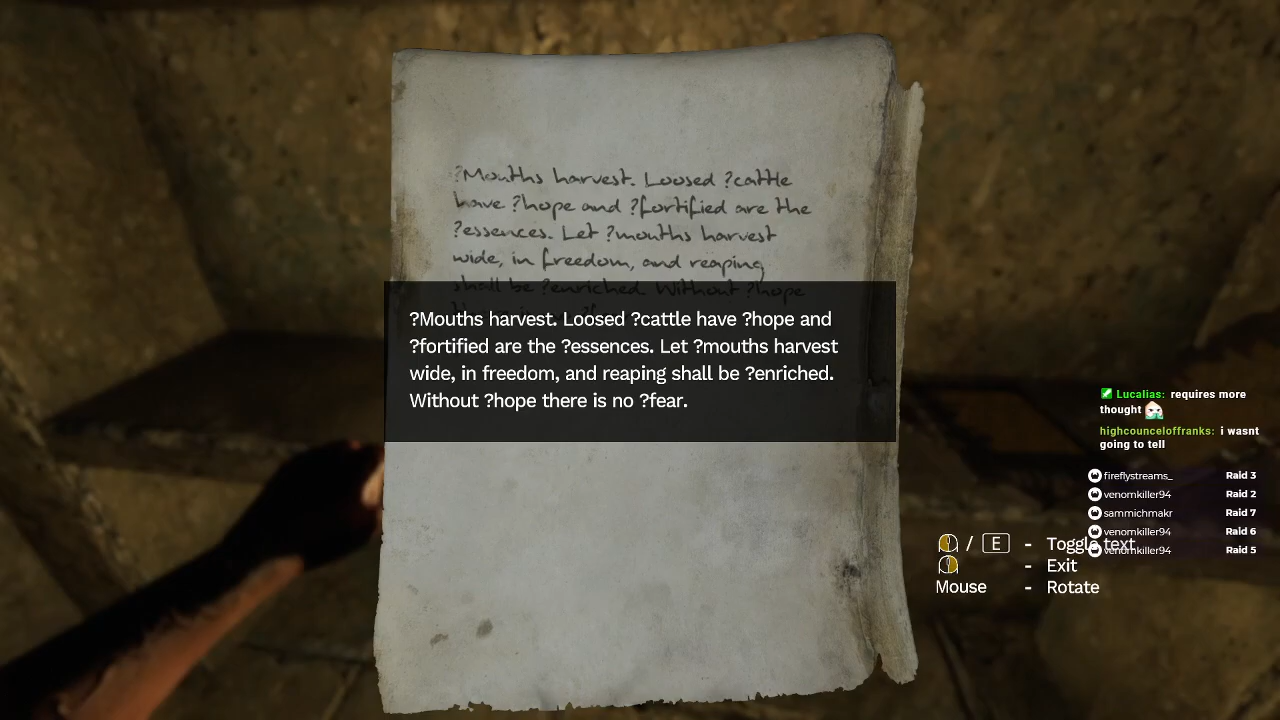 ?Mouths harvest. Loosed ?cattle
have ?hope and ?fortified are the
?essences. Let ?mouths harvest
wide, in freedom, and reaping
shall be ?enriched. Without ?hope
?Mouths harvest. Loosed ?cattle have ?hope and
?fortified are the ?essences. Let ?mouths harvest
wide, in freedom, and reaping shall be ?enriched.
Without ?hope there is no ?fear.
Lucalias: requires more
thought
highcounceloffranks: i wasnt
going to tell
fireflystreams_ Raid 3
venomkiller94 Raid 2
sammichmakr Raid 7
venomkiller94 Raid 6
venomkiller94 Raid 5
/ E - Toggle text
- Exit
Mouse - Rotate